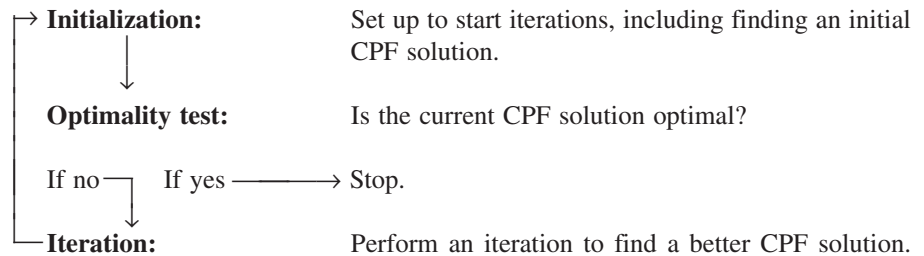 Initialization: Set up to start iterations, including finding an initial
CPF solution.
Optimality test: Is the current CPF solution optimal?
If no If yes Stop.
Iteration: Perform an iteration to find a better CPF solution.